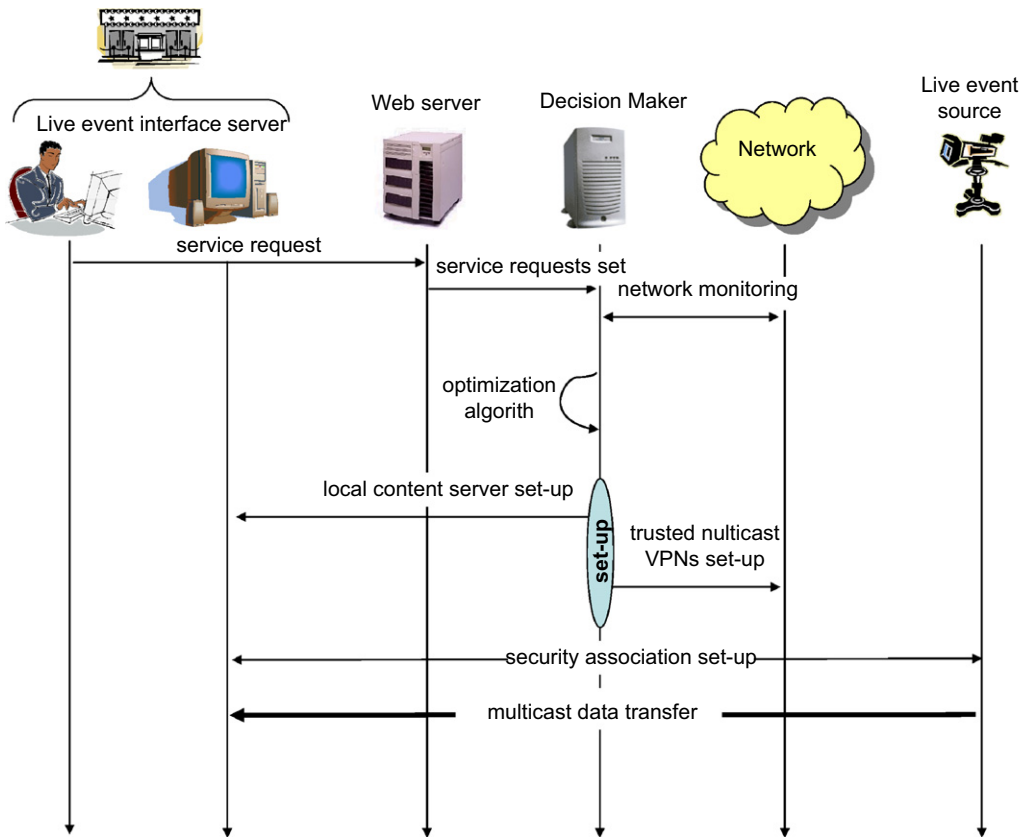 Live event interface server
Web server
Decision Maker
Network
Live event
source
service request
service requests set
network monitoring
optimization
algorith
local content server set-up
set-up
trusted nulticast
VPNs set-up
security association set-up
multicast data transfer